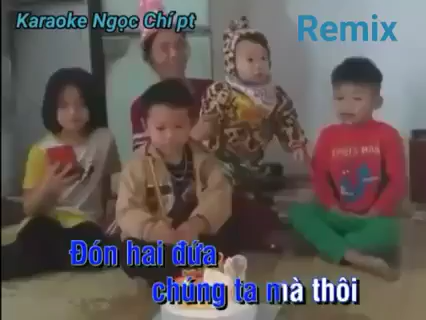 Karaoke Ngọc Chí pt
Remix
Đón hai đứa
chúng ta mà thôi